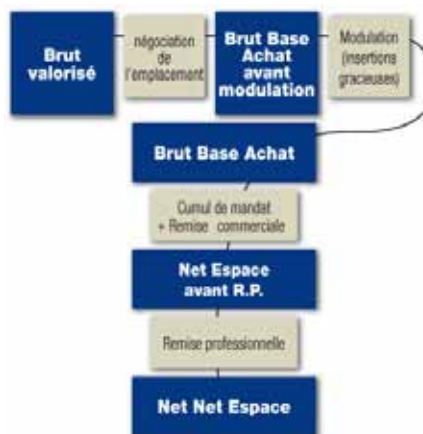 Brut
valorisé
négociation
de
l'emplacement
Brut Base
Achat
avant
modulation
Modulation
(insertions
gracieuses)
Brut Base Achat
Cumul de mandat
+ Remise commerciale
Net Espace
avant R.P.
Remise professionnelle
Net Net Espace